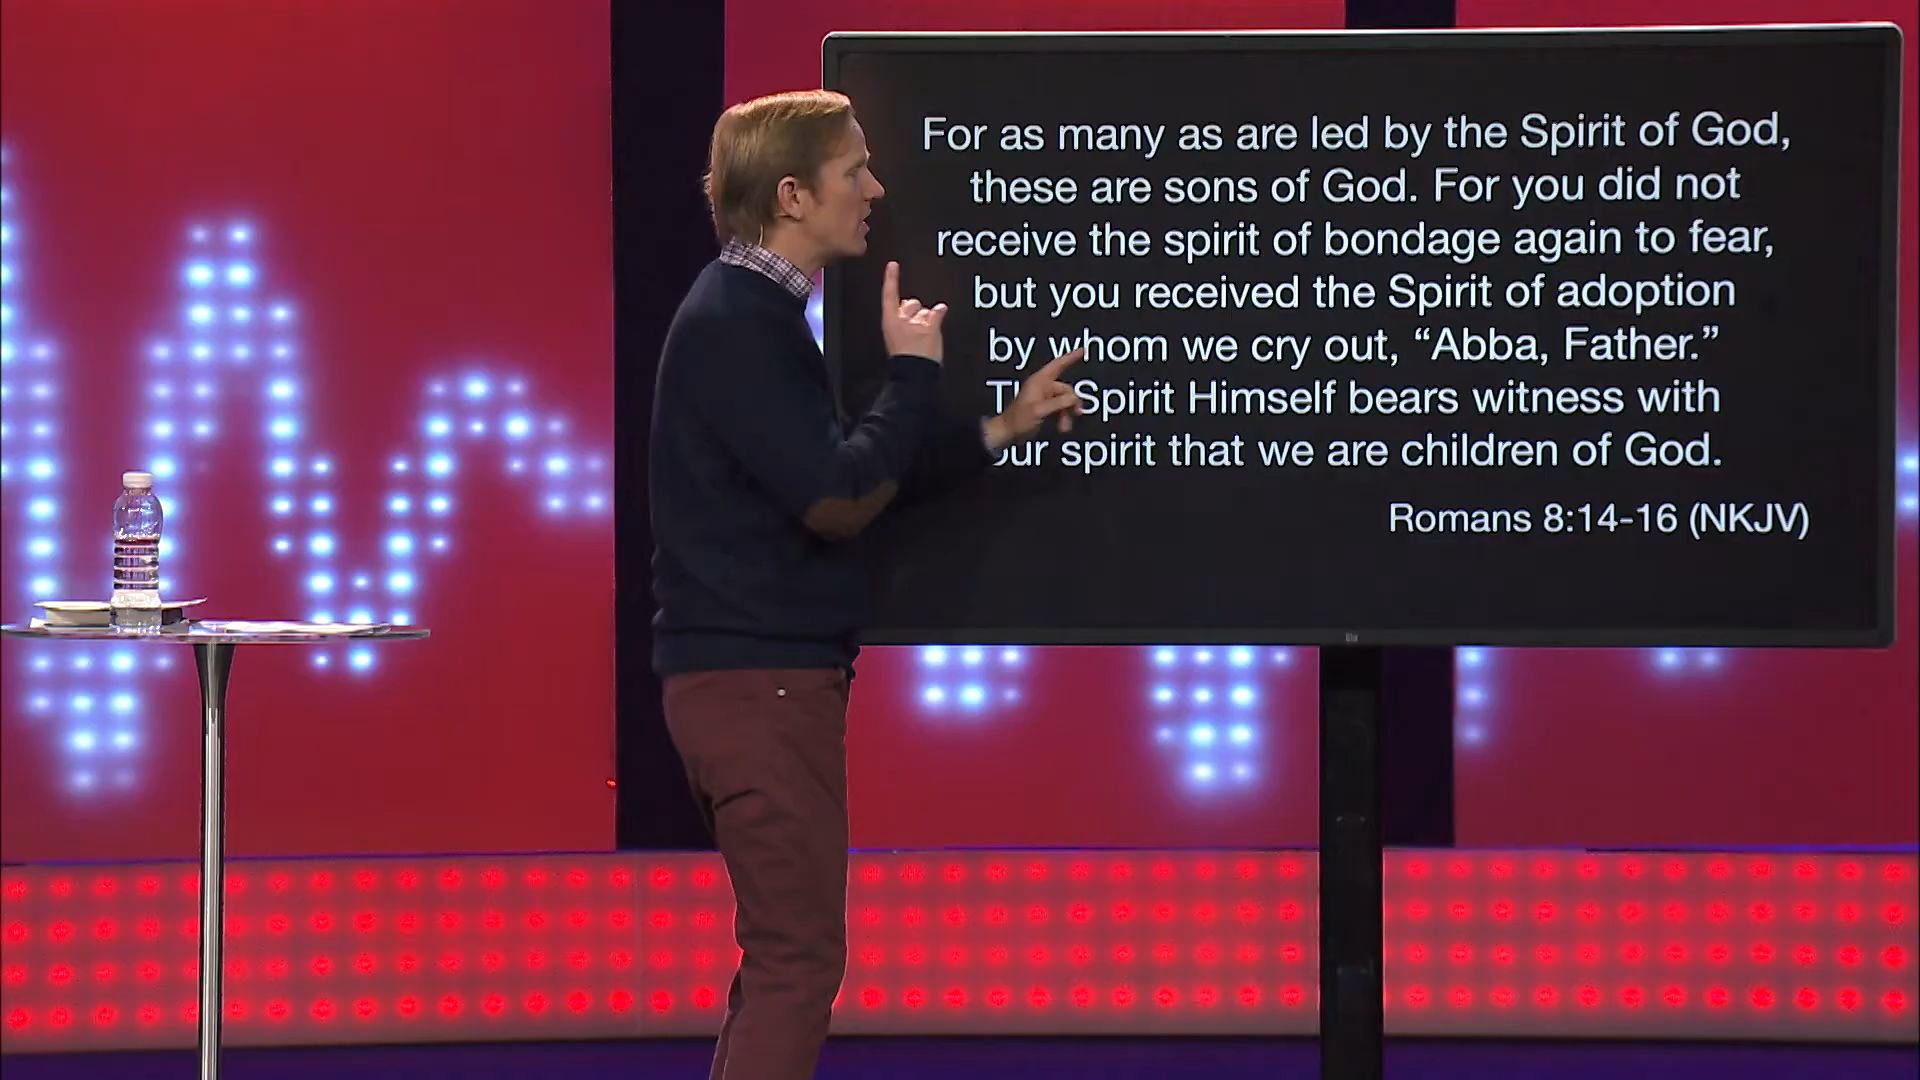 For as many as are led by the Spirit of God,
these are sons of God. For you did not
receive the spirit of bondage again to fear,
but you received the Spirit of adoption
by whom we cry out, “Abba, Father.”
Spirit Himself bears witness with
spirit that we are children of God.
Romans 8:14-16 (NKJV)